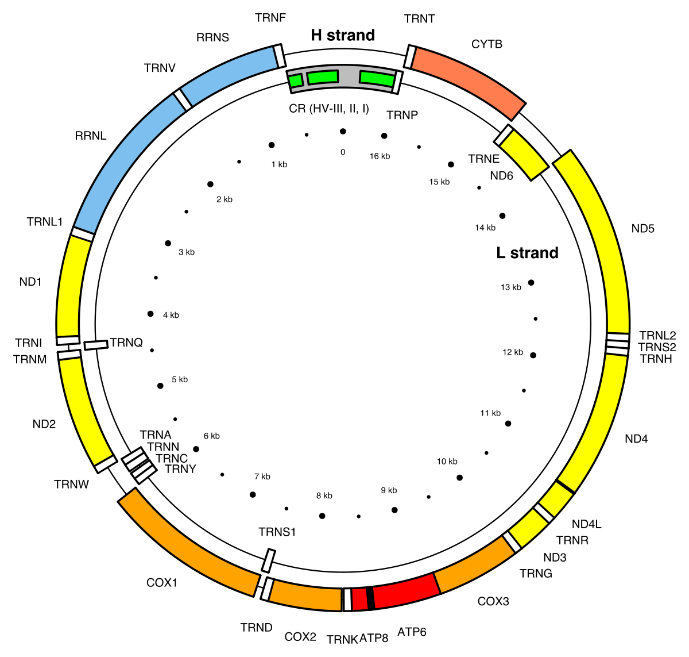 TRNF
TRNT
H strand
RRNS
CYTB
TRNV
CR (HV-III, II, I)
TRNP
RRNL
TRNE
ND6
0
16 kb
1 kb
15 kb
2 kb
14 kb
TRNL1
ND5
L strand
3 kb
ND1
13 kb
4 kb
TRNI
TRNQ
TRNL2
TRNS2
TRNM
TRNH
12 kb
5 kb
11 kb
ND2
6 kb
TRNA
TRNN
TRNC
TRNY
ND4
10 kb
TRNW
7 kb
8 kb
9 kb
ND4L
TRNS1
TRNR
ND3
TRNG
COX1
COX3
TRND
COX2
TRNK
ATP8
ATP6